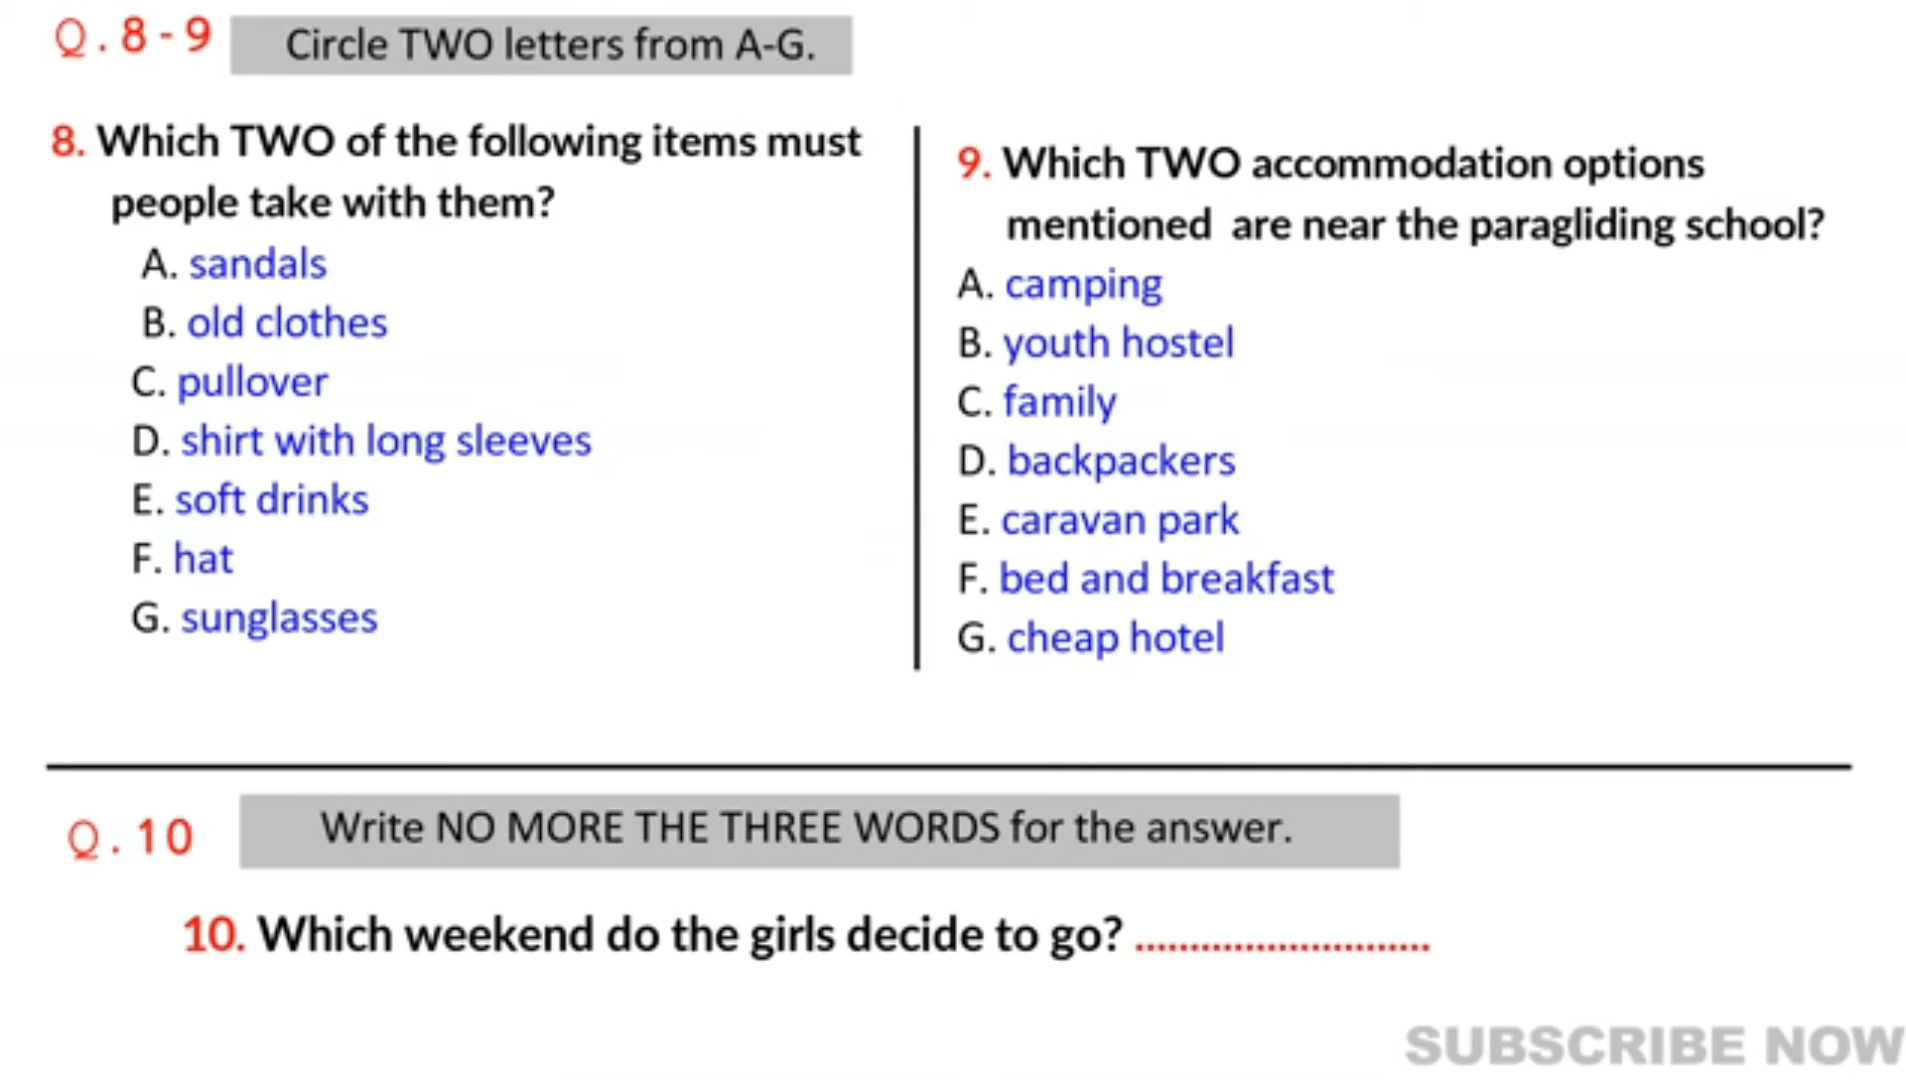 Q.8-9 Circle TWO letters from A-G.
8. Which TWO of the following items must
people take with them?
A. sandals
B. old clothes
C. pullover
D. shirt with long sleeves
E. soft drinks
F. hat
G. sunglasses
9. Which TWO accommodation options
mentioned are near the paragliding school?
A. camping
B. youth hostel
C. family
D. backpackers
E. caravan park
F. bed and breakfast
G. cheap hotel
Q.10 Write NO MORE THE THREE WORDS for the answer.
10. Which weekend do the girls decide to go? ...........................
SUBSCRIBE NOW